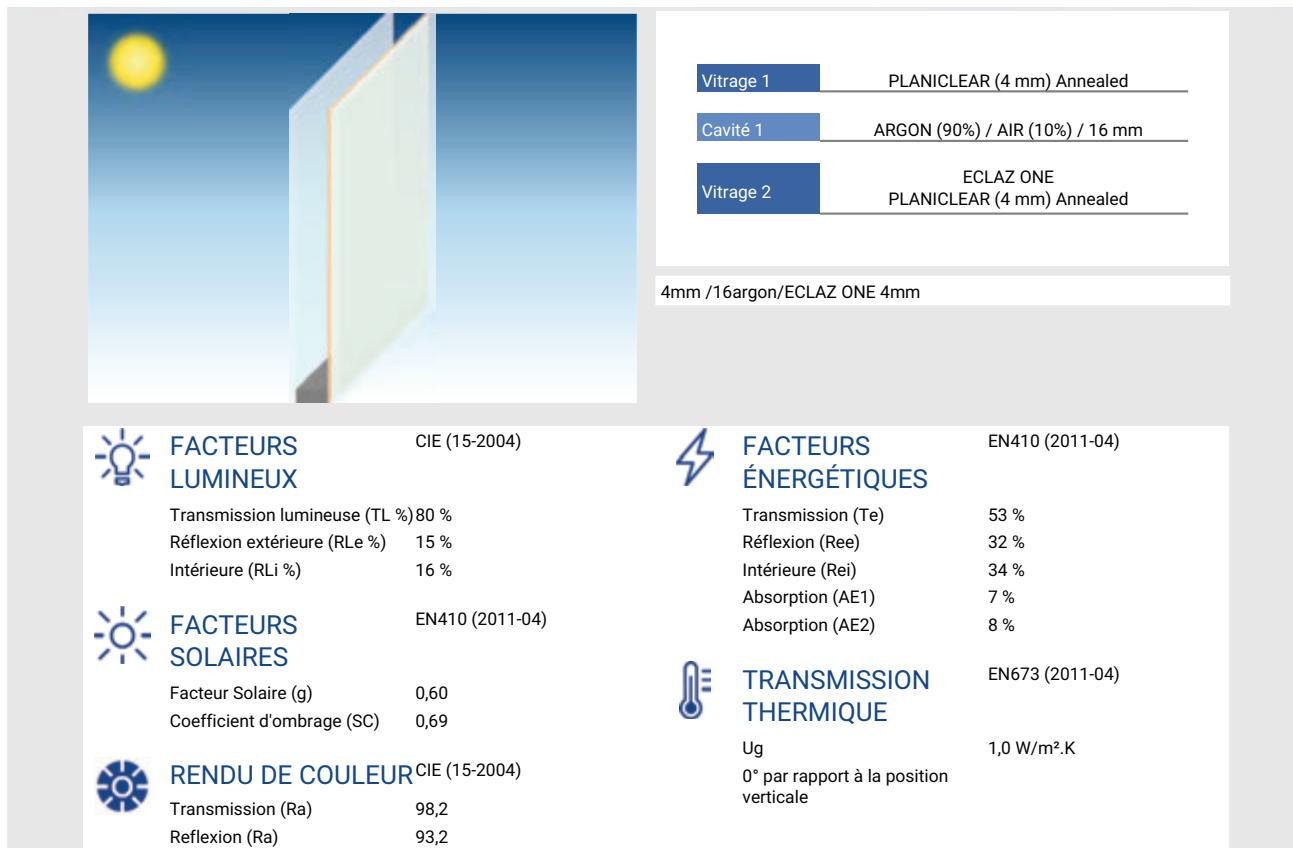 Vitrage 1 PLANICLEAR (4 mm) Annealed
Cavité 1 ARGON (90%) / AIR (10%) / 16 mm
Vitrage 2 ECLAZ ONE
PLANICLEAR (4 mm) Annealed
4mm /16argon/ECLAZ ONE 4mm
FACTEURS CIE (15-2004)
LUMINEUX
Transmission lumineuse (TL %) 80 %
Réflexion extérieure (RLe %) 15 %
Intérieure (RLi %) 16 %
FACTEURS EN410 (2011-04)
SOLAIRES
Facteur Solaire (g) 0,60
Coefficient d'ombrage (SC) 0,69
RENDU DE COULEUR CIE (15-2004)
Transmission (Ra) 98,2
Reflexion (Ra) 93,2
FACTEURS EN410 (2011-04)
ÉNERGÉTIQUES
Transmission (Te) 53 %
Réflexion (Ree) 32 %
Intérieure (Rei) 34 %
Absorption (AE1) 7 %
Absorption (AE2) 8 %
TRANSMISSION EN673 (2011-04)
THERMIQUE
Ug 1,0 W/m².K
0° par rapport à la position
verticale